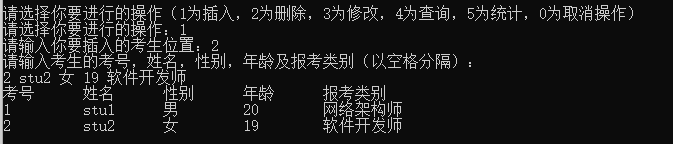 请选择你要进行的操作（1为插入，2为删除，3为修改，4为查询，5为统计，0为取消操作）
请选择你要进行的操作：1
请输入你要插入的考生位置：2
请输入考生的考号，姓名，性别，年龄及报考类别（以空格分隔）：
2 stu2 女 19 软件开发师
考号 姓名 性别 年龄 报考类别
1 stu1 男 20 网络架构师
2 stu2 女 19 软件开发师